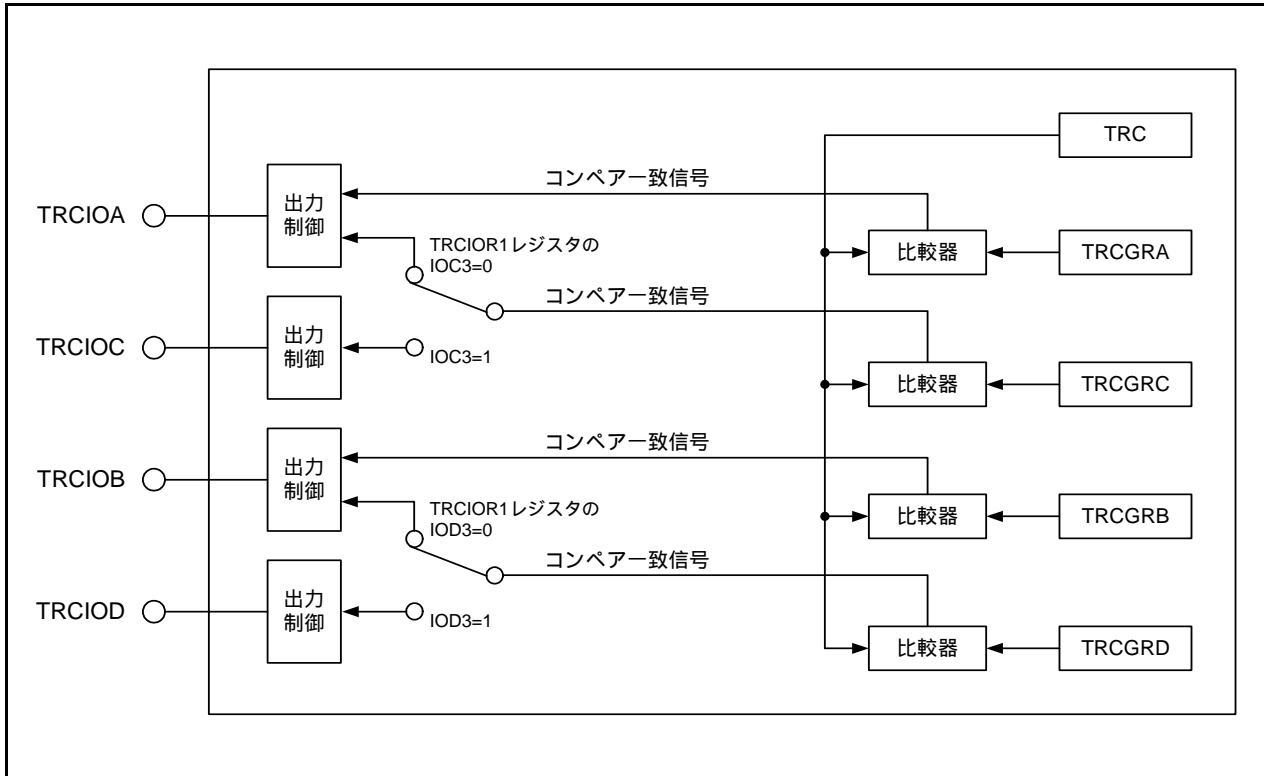 TRC
コンペア一致信号
出力
制御
TRCIOA
TRCIOR1レジスタの
IOC3=0
比較器
TRCGRA
コンペア一致信号
出力
制御
TRCIOC
IOC3=1
比較器
TRCGRC
コンペア一致信号
出力
制御
TRCIOB
TRCIOR1レジスタの
IOD3=0
比較器
TRCGRB
コンペア一致信号
出力
制御
TRCIOD
IOD3=1
比較器
TRCGRD